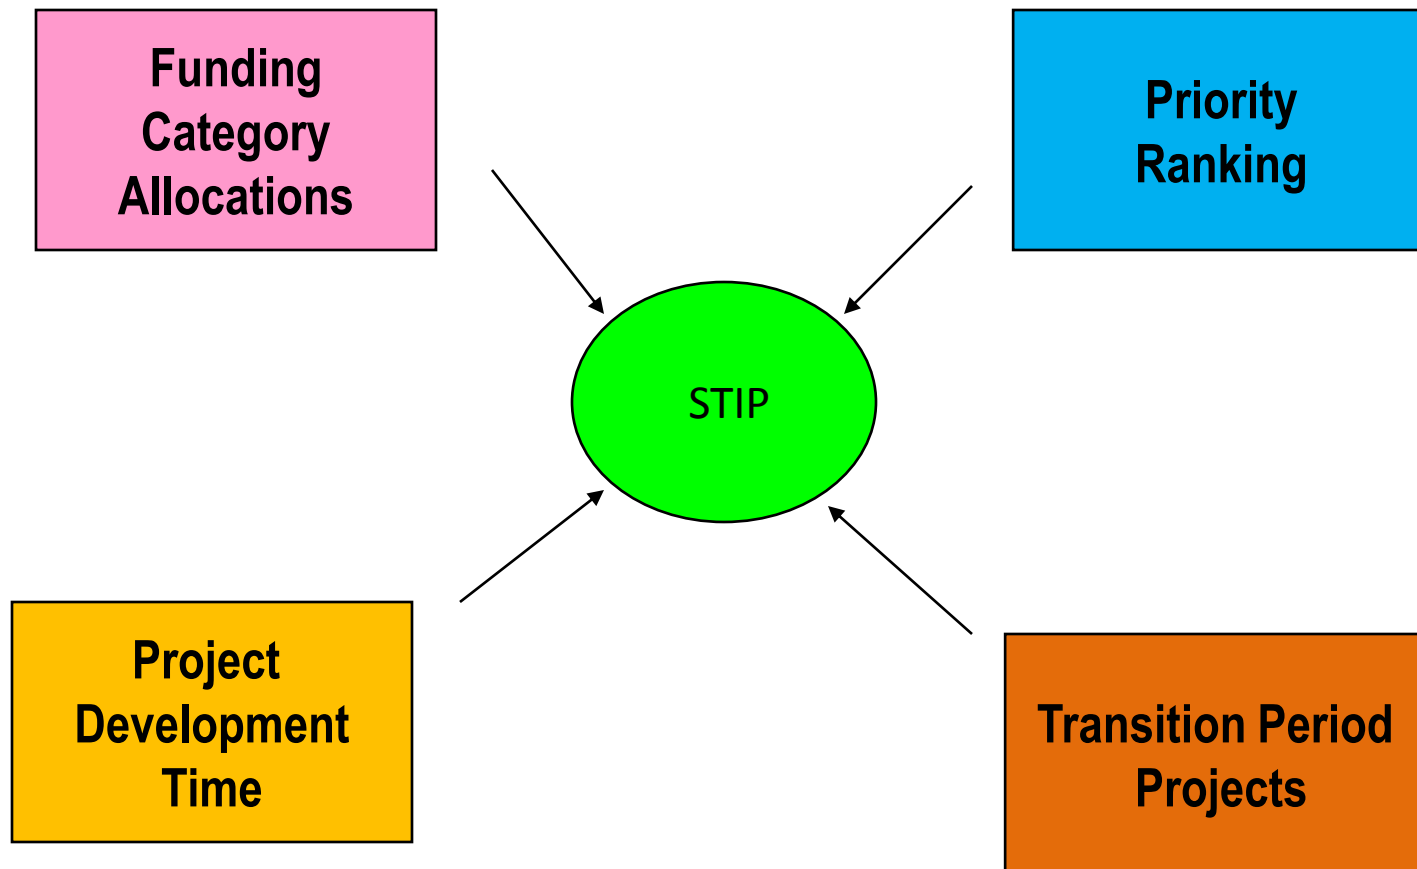 Funding
Category
Allocations
Priority
Ranking
STIP
Project
Development
Time
Transition Period
Projects